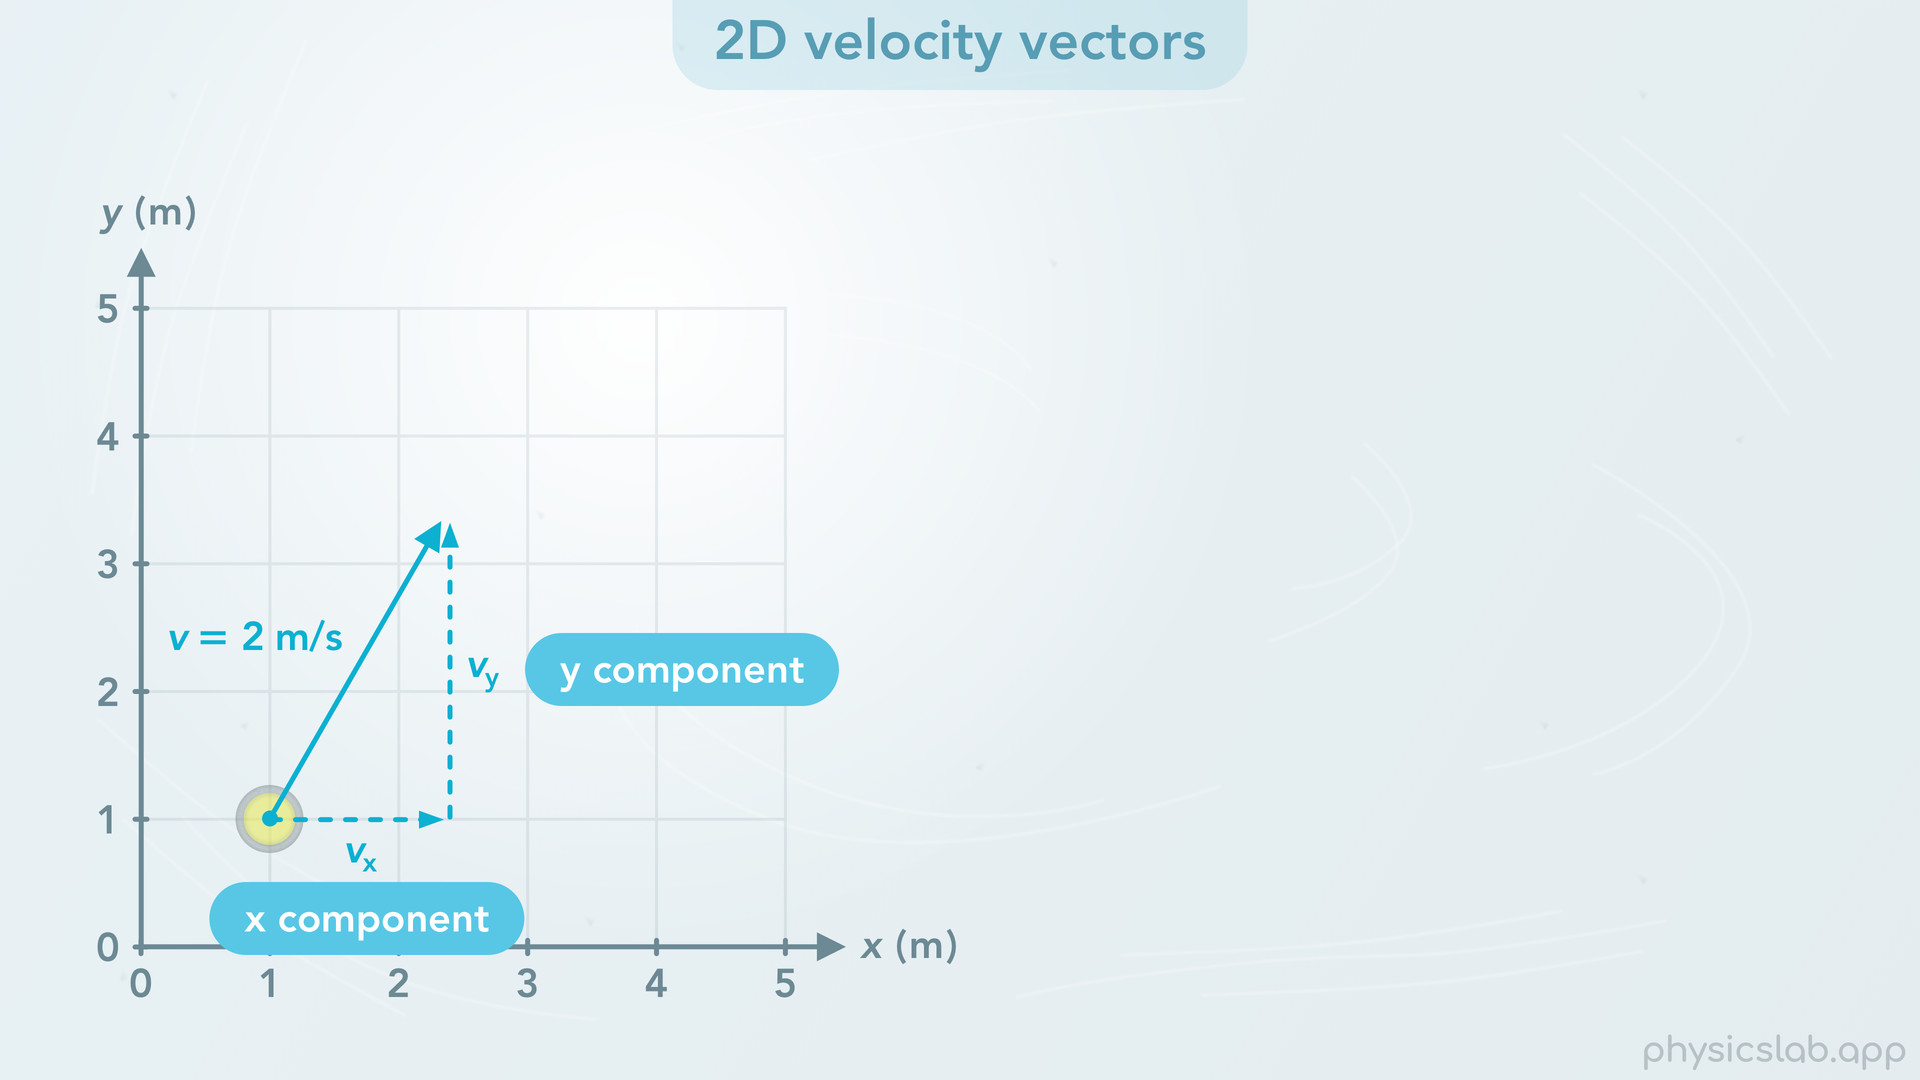 2D velocity vectors
y (m)
5
4
3
v = 2 m/s
vy
y component
2
1
vx
x component
0
x (m)
0 1 2 3 4 5
physicslab.app